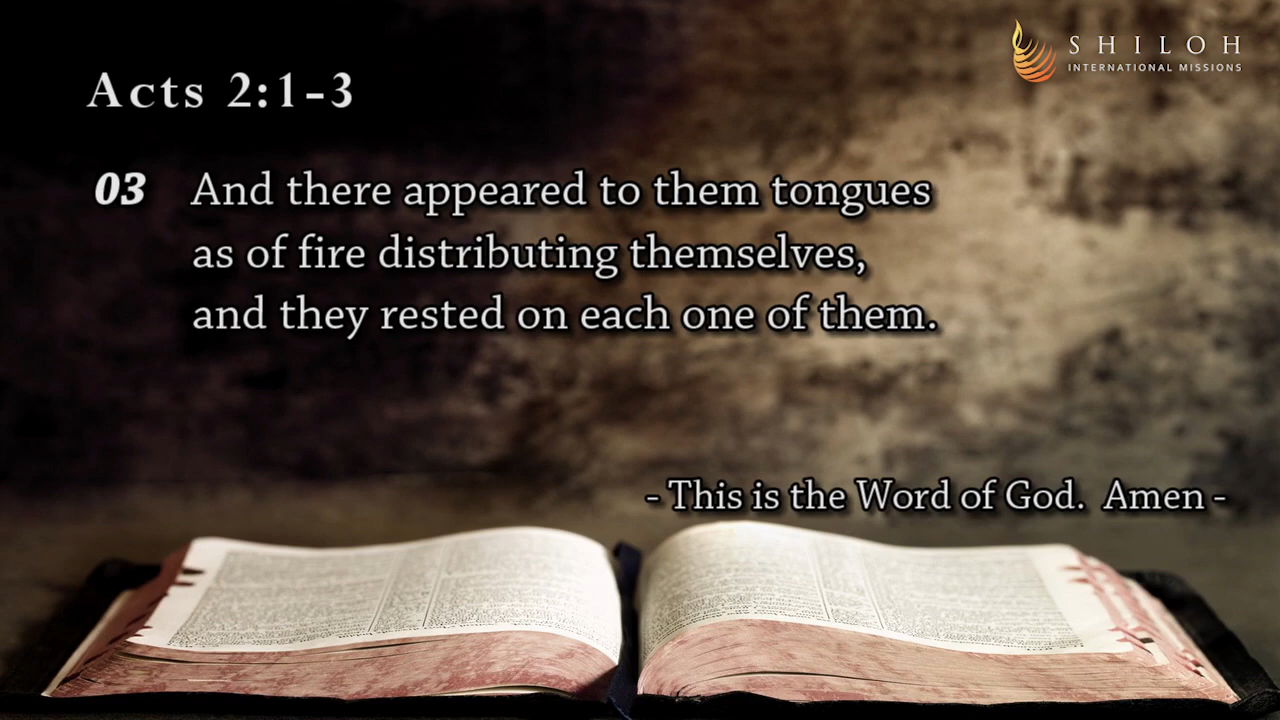 SHILOH
INTERNATIONAL MISSIONS
Acts 2:1-3
03 And there appeared to them tongues
as of fire distributing themselves,
and they rested on each one of them.
- This is the Word of God.  Amen -